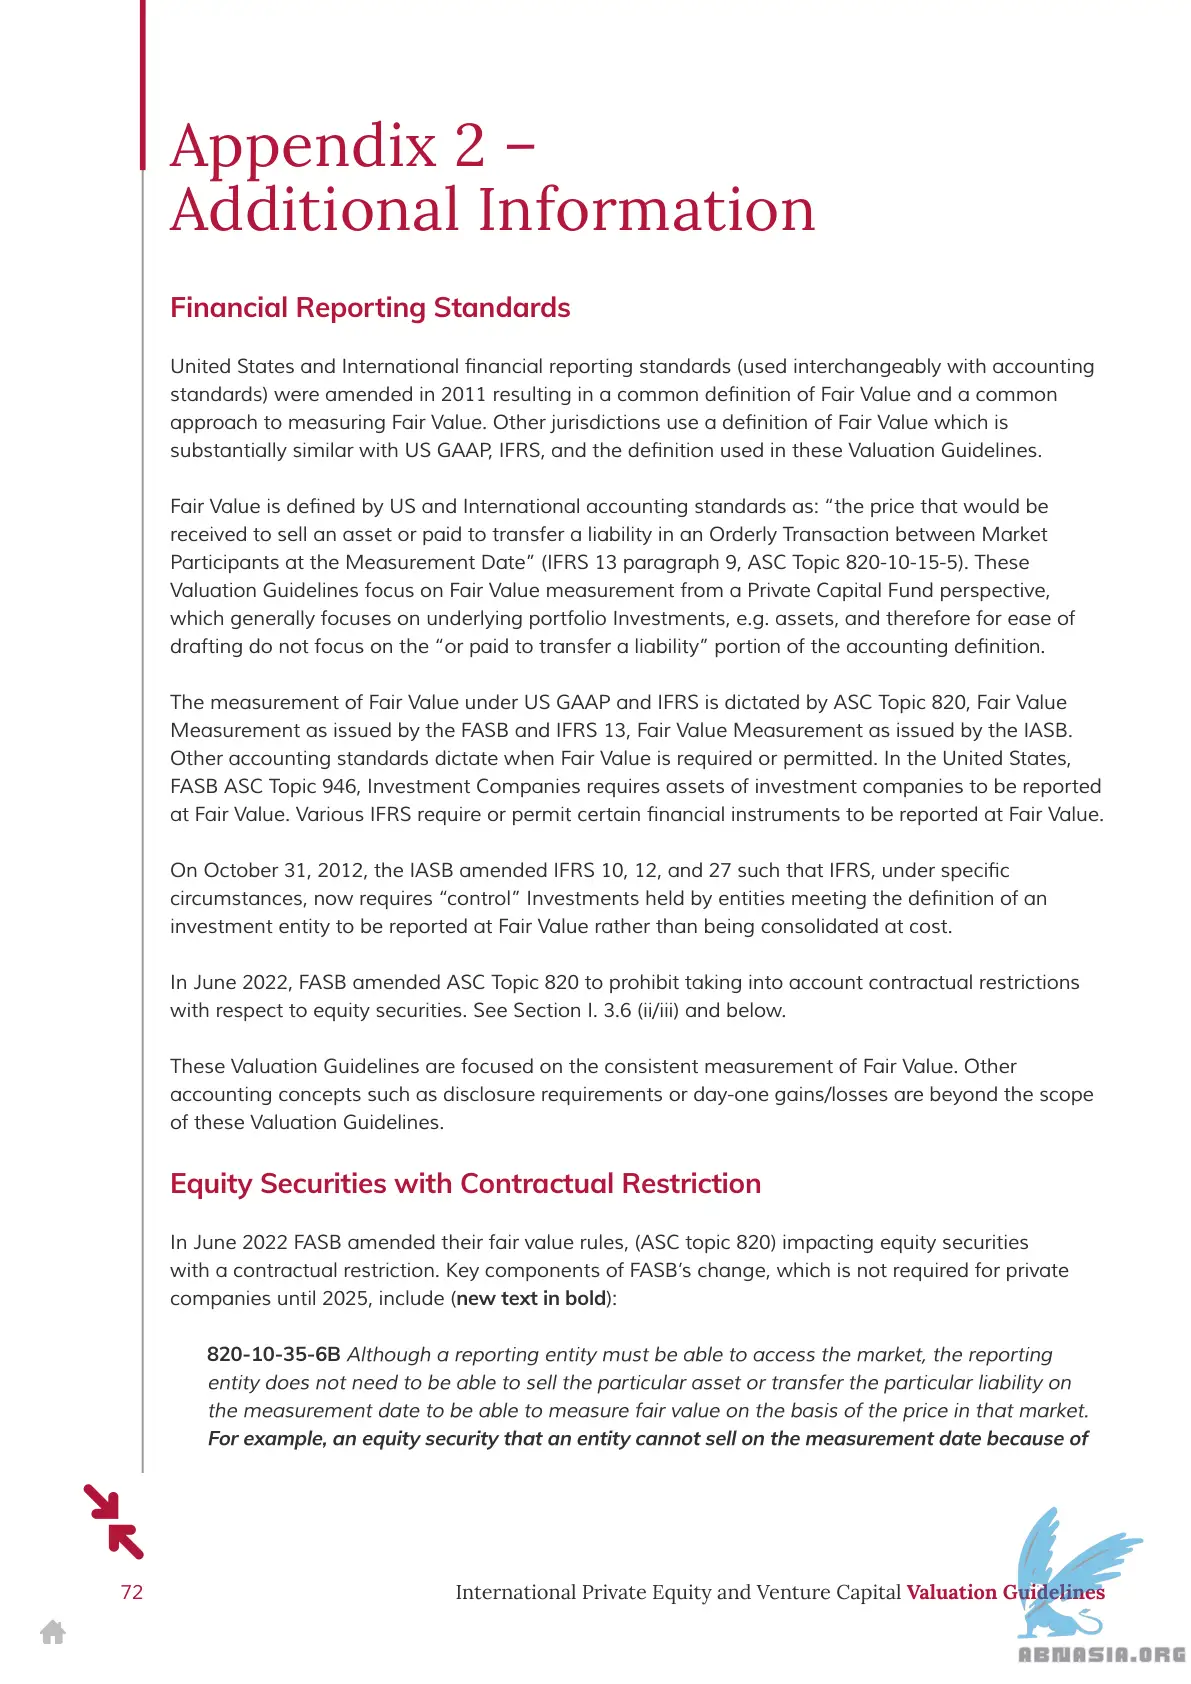 Appendix 2 –
Additional Information
Financial Reporting Standards
United States and International financial reporting standards (used interchangeably with accounting
standards) were amended in 2011 resulting in a common definition of Fair Value and a common
approach to measuring Fair Value. Other jurisdictions use a definition of Fair Value which is
substantially similar with US GAAP, IFRS, and the definition used in these Valuation Guidelines.
Fair Value is defined by US and International accounting standards as: “the price that would be
received to sell an asset or paid to transfer a liability in an Orderly Transaction between Market
Participants at the Measurement Date” (IFRS 13 paragraph 9, ASC Topic 820-10-15-5). These
Valuation Guidelines focus on Fair Value measurement from a Private Capital Fund perspective,
which generally focuses on underlying portfolio Investments, e.g. assets, and therefore for ease of
drafting do not focus on the “or paid to transfer a liability” portion of the accounting definition.
The measurement of Fair Value under US GAAP and IFRS is dictated by ASC Topic 820, Fair Value
Measurement as issued by the FASB and IFRS 13, Fair Value Measurement as issued by the IASB.
Other accounting standards dictate when Fair Value is required or permitted. In the United States,
FASB ASC Topic 946, Investment Companies requires assets of investment companies to be reported
at Fair Value. Various IFRS require or permit certain financial instruments to be reported at Fair Value.
On October 31, 2012, the IASB amended IFRS 10, 12, and 27 such that IFRS, under specific
circumstances, now requires “control” Investments held by entities meeting the definition of an
investment entity to be reported at Fair Value rather than being consolidated at cost.
In June 2022, FASB amended ASC Topic 820 to prohibit taking into account contractual restrictions
with respect to equity securities. See Section I. 3.6 (ii/iii) and below.
These Valuation Guidelines are focused on the consistent measurement of Fair Value. Other
accounting concepts such as disclosure requirements or day-one gains/losses are beyond the scope
of these Valuation Guidelines.
Equity Securities with Contractual Restriction
In June 2022 FASB amended their fair value rules, (ASC topic 820) impacting equity securities
with a contractual restriction. Key components of FASB’s change, which is not required for private
companies until 2025, include (new text in bold):
820-10-35-6B Although a reporting entity must be able to access the market, the reporting
entity does not need to be able to sell the particular asset or transfer the particular liability on
the measurement date to be able to measure fair value on the basis of the price in that market.
For example, an equity security that an entity cannot sell on the measurement date because of
72
International Private Equity and Venture Capital Valuation Guidelines
ABNASIA.ORG